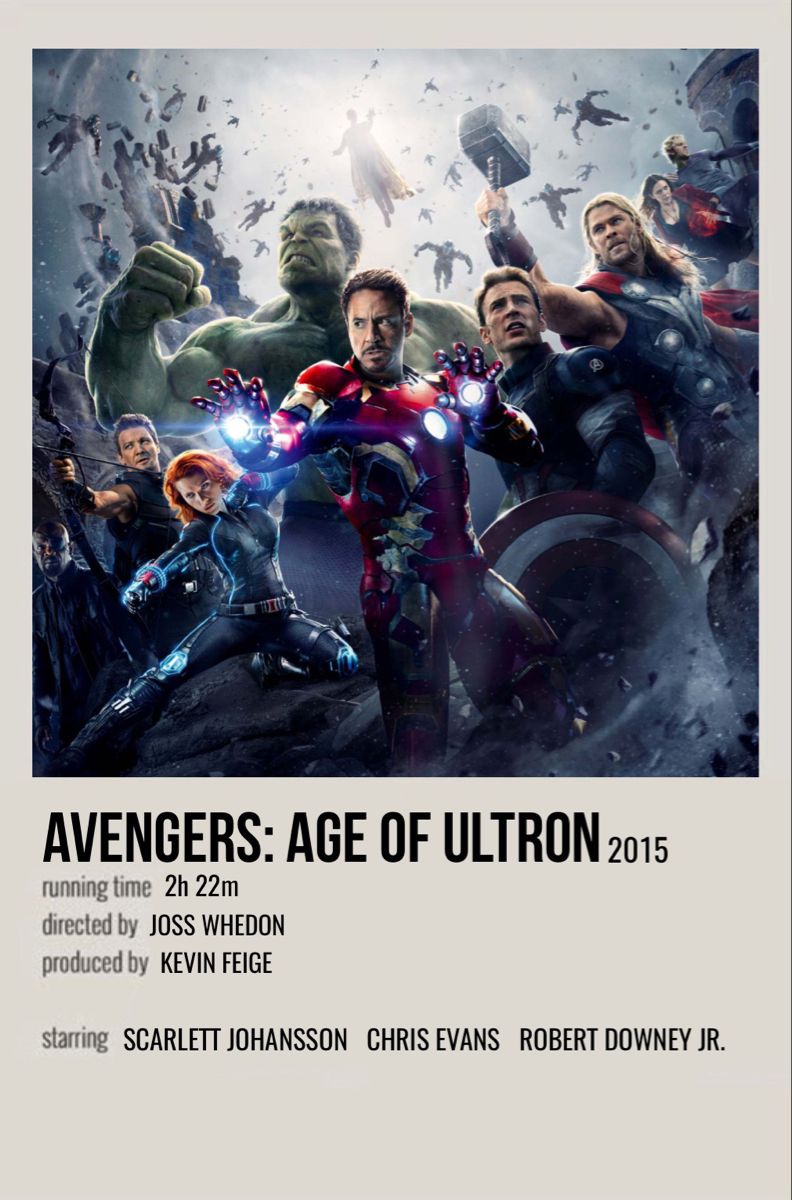 AVENGERS: AGE OF ULTRON 2015
running time 2h 22m
directed by JOSS WHEDON
produced by KEVIN FEIGE
starring SCARLETT JOHANSSON CHRIS EVANS ROBERT DOWNEY JR.